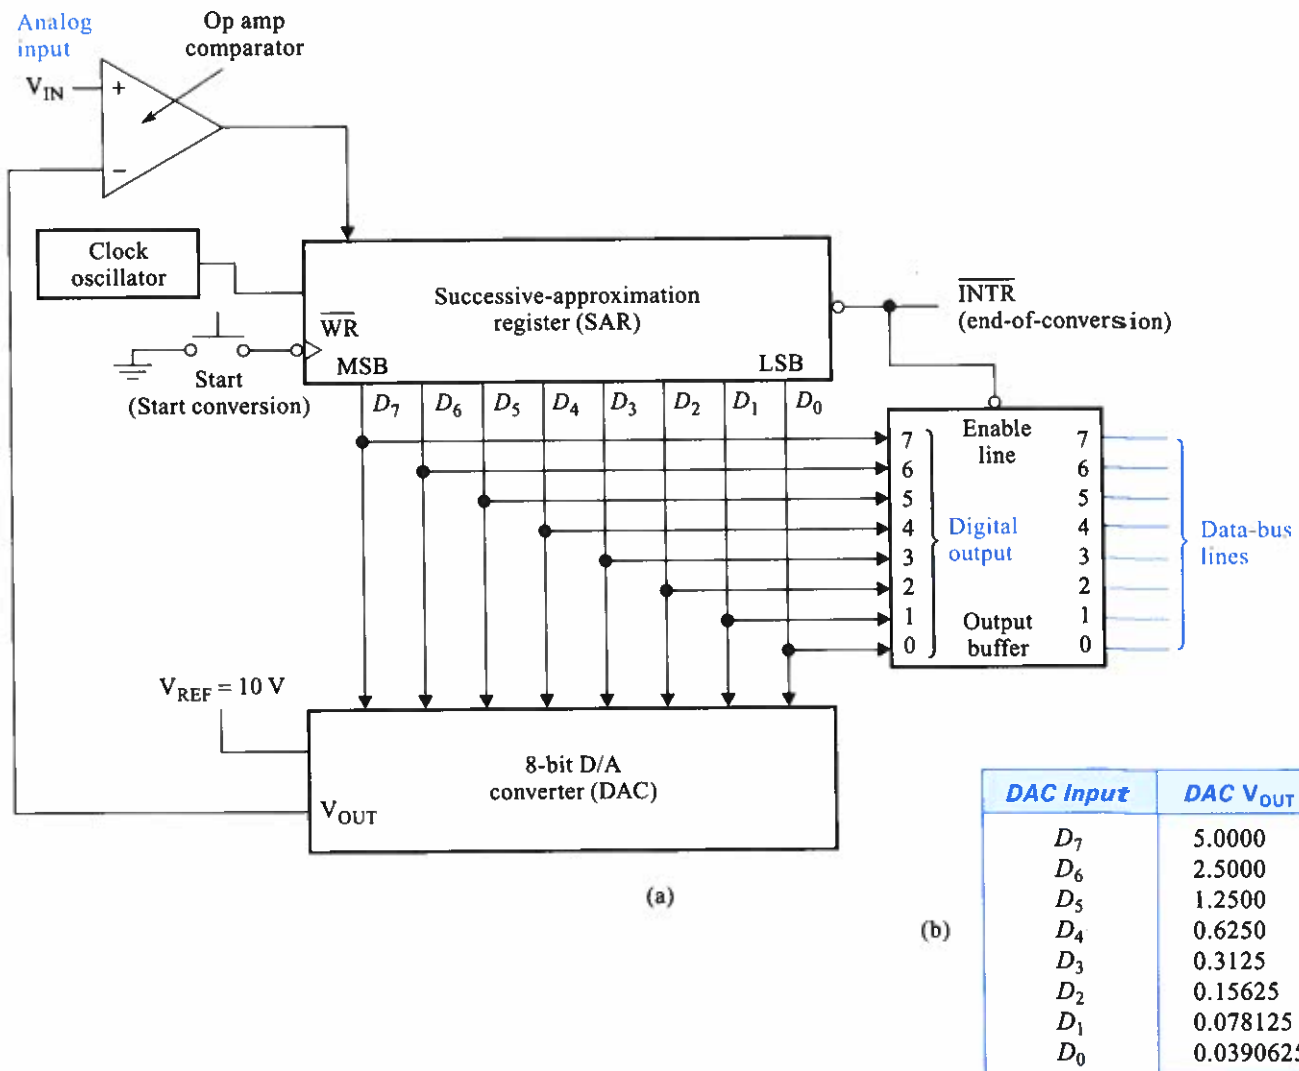 Analog
input
Op amp
comparator
V_IN
+
−
Clock
oscillator
Successive-approximation
register (SAR)
W̅R̅
MSB
LSB
I̅N̅T̅R̅
(end-of-conversion)
Start
(Start conversion)
D₇ D₆ D₅ D₄ D₃ D₂ D₁ D₀
Enable
line
7 7
6 6
5 5
4 4
3 3
2 2
1 1
0 0
Digital
output
Output
buffer
Data-bus
lines
V_REF = 10 V
8-bit D/A
converter (DAC)
V_OUT
(a)
(b)
DAC Input DAC V_OUT
D₇ 5.0000
D₆ 2.5000
D₅ 1.2500
D₄ 0.6250
D₃ 0.3125
D₂ 0.15625
D₁ 0.078125
D₀ 0.0390625